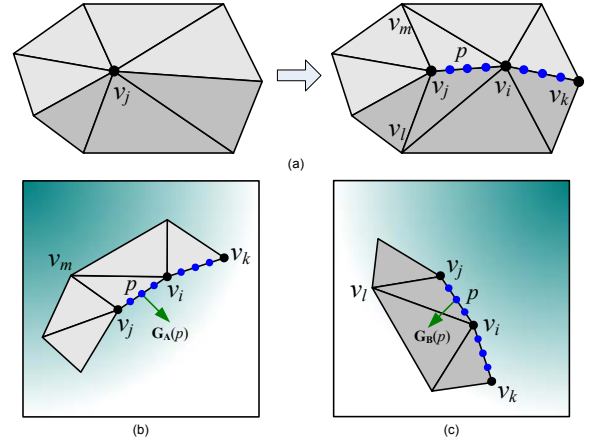 v_j
v_m
p
v_j
v_i
v_k
v_l
(a)
v_m
v_k
p
v_i
v_j
G_A(p)
(b)
v_j
v_l
p
v_i
G_B(p)
v_k
(c)